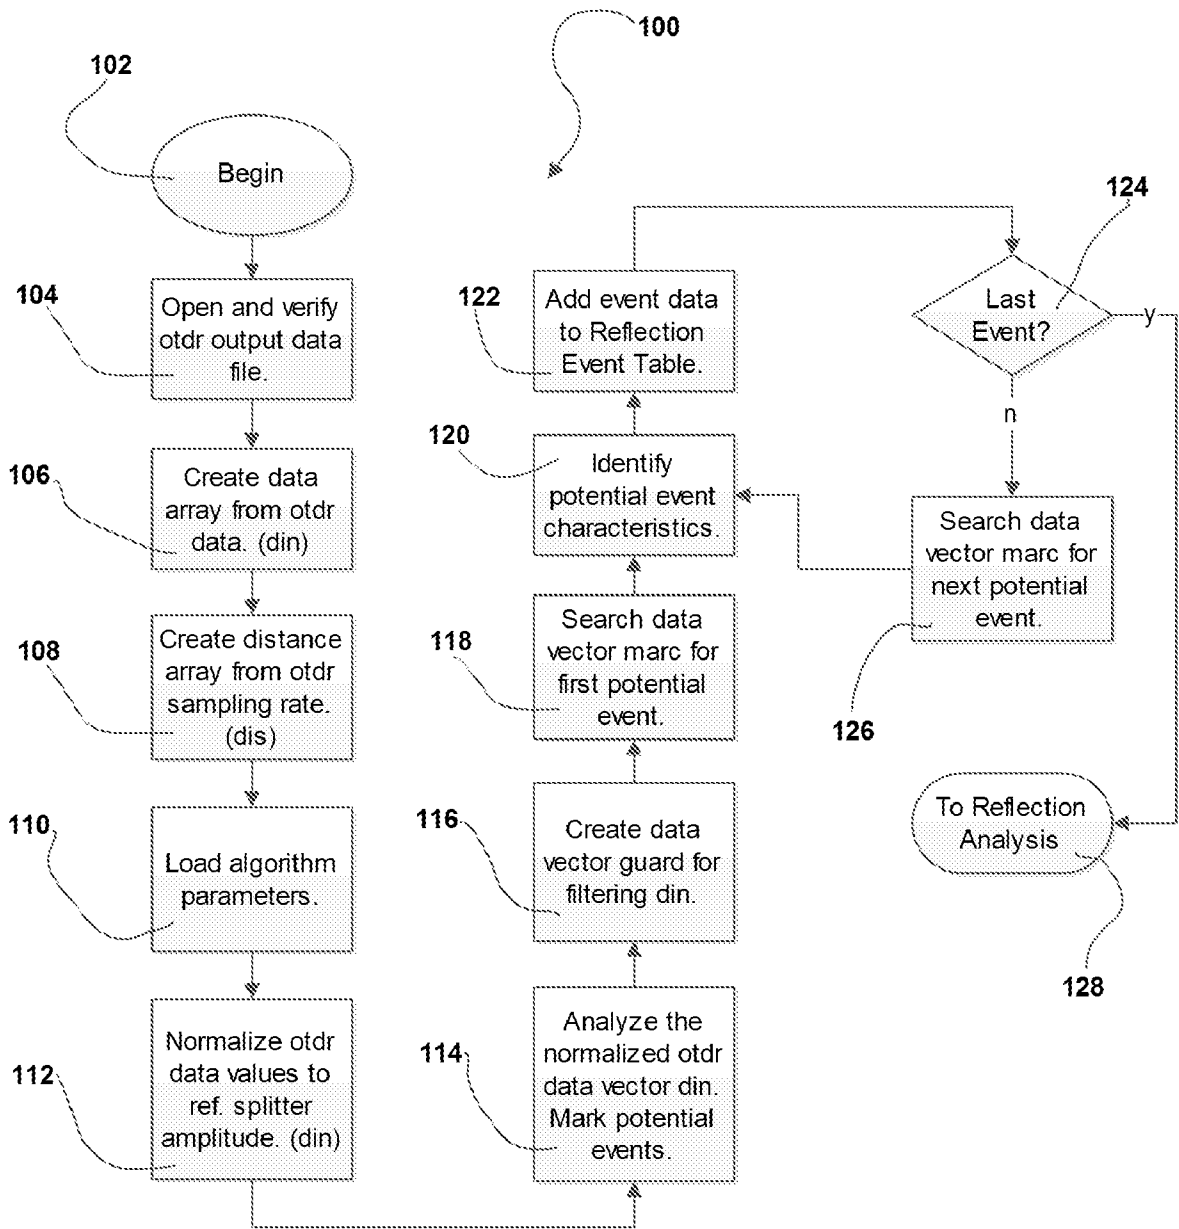 100
102
Begin
104
Open and verify
otdr output data
file.
106
Create data
array from otdr
data. (din)
108
Create distance
array from otdr
sampling rate.
(dis)
110
Load algorithm
parameters.
112
Normalize otdr
data values to
ref. splitter
amplitude. (din)
114
Analyze the
normalized otdr
data vector din.
Mark potential
events.
116
Create data
vector guard for
filtering din.
118
Search data
vector marc for
first potential
event.
120
Identify
potential event
characteristics.
122
Add event data
to Reflection
Event Table.
124
Last
Event?
y
n
Search data
vector marc for
next potential
event.
126
To Reflection
Analysis
128